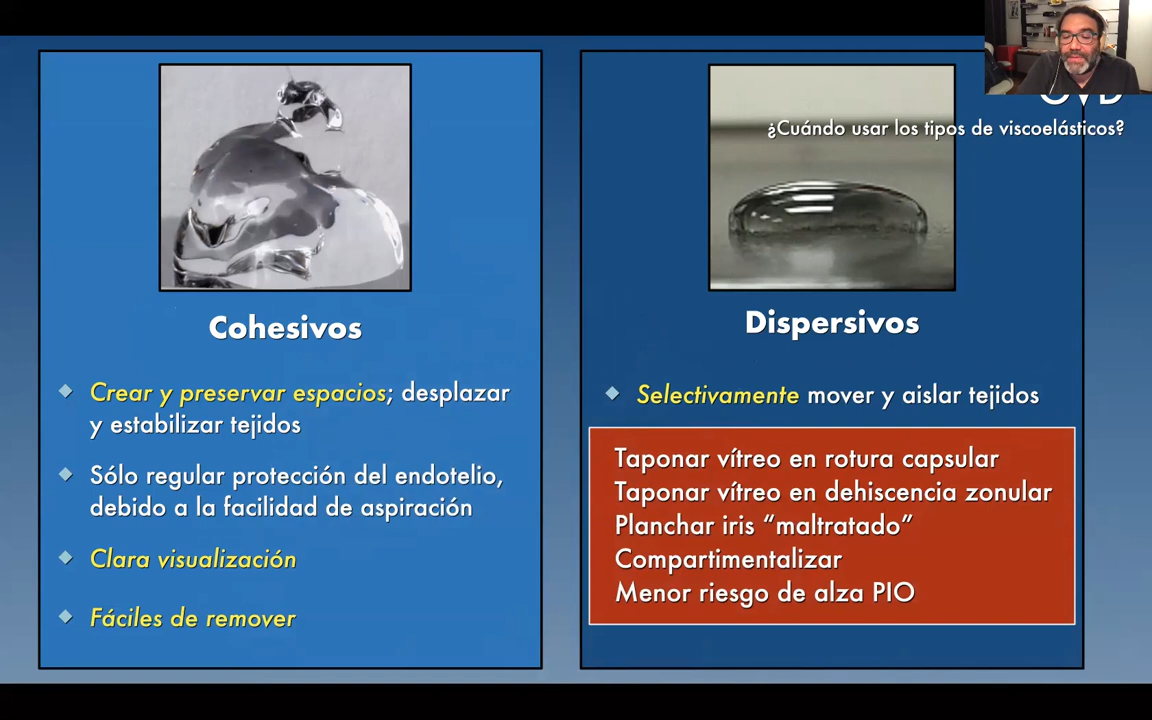 OVD
¿Cuándo usar los tipos de viscoelásticos?
Cohesivos
Crear y preservar espacios; desplazar
y estabilizar tejidos
Sólo regular protección del endotelio,
debido a la facilidad de aspiración
Clara visualización
Fáciles de remover
Dispersivos
Selectivamente mover y aislar tejidos
Taponar vítreo en rotura capsular
Taponar vítreo en dehiscencia zonular
Planchar iris “maltratado”
Compartimentalizar
Menor riesgo de alza PIO